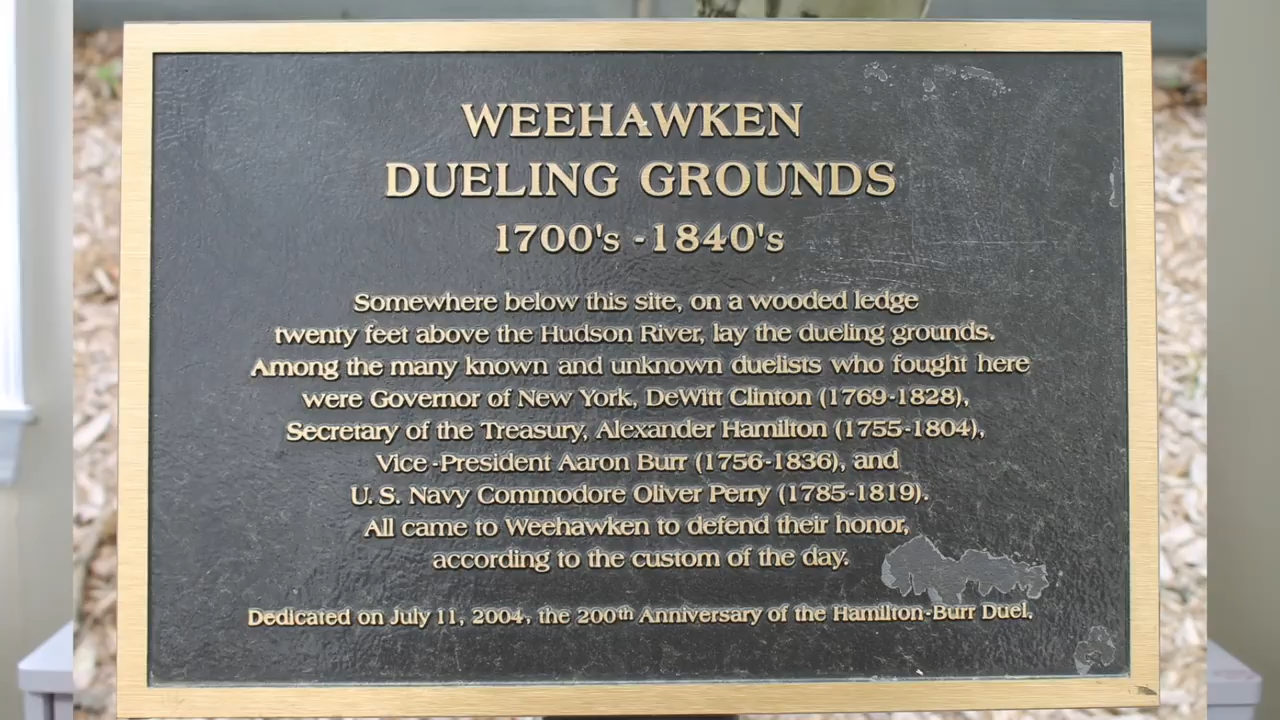 WEEHAWKEN
DUELING GROUNDS
1700's - 1840's
Somewhere below this site, on a wooded ledge
twenty feet above the Hudson River, lay the dueling grounds.
Among the many known and unknown duelists who fought here
were Governor of New York, DeWitt Clinton (1769-1828),
Secretary of the Treasury, Alexander Hamilton (1755-1804),
Vice-President Aaron Burr (1756-1836), and
U. S. Navy Commodore Oliver Perry (1785-1819).
All came to Weehawken to defend their honor,
according to the custom of the day.
Dedicated on July 11, 2004, the 200th Anniversary of the Hamilton-Burr Duel.